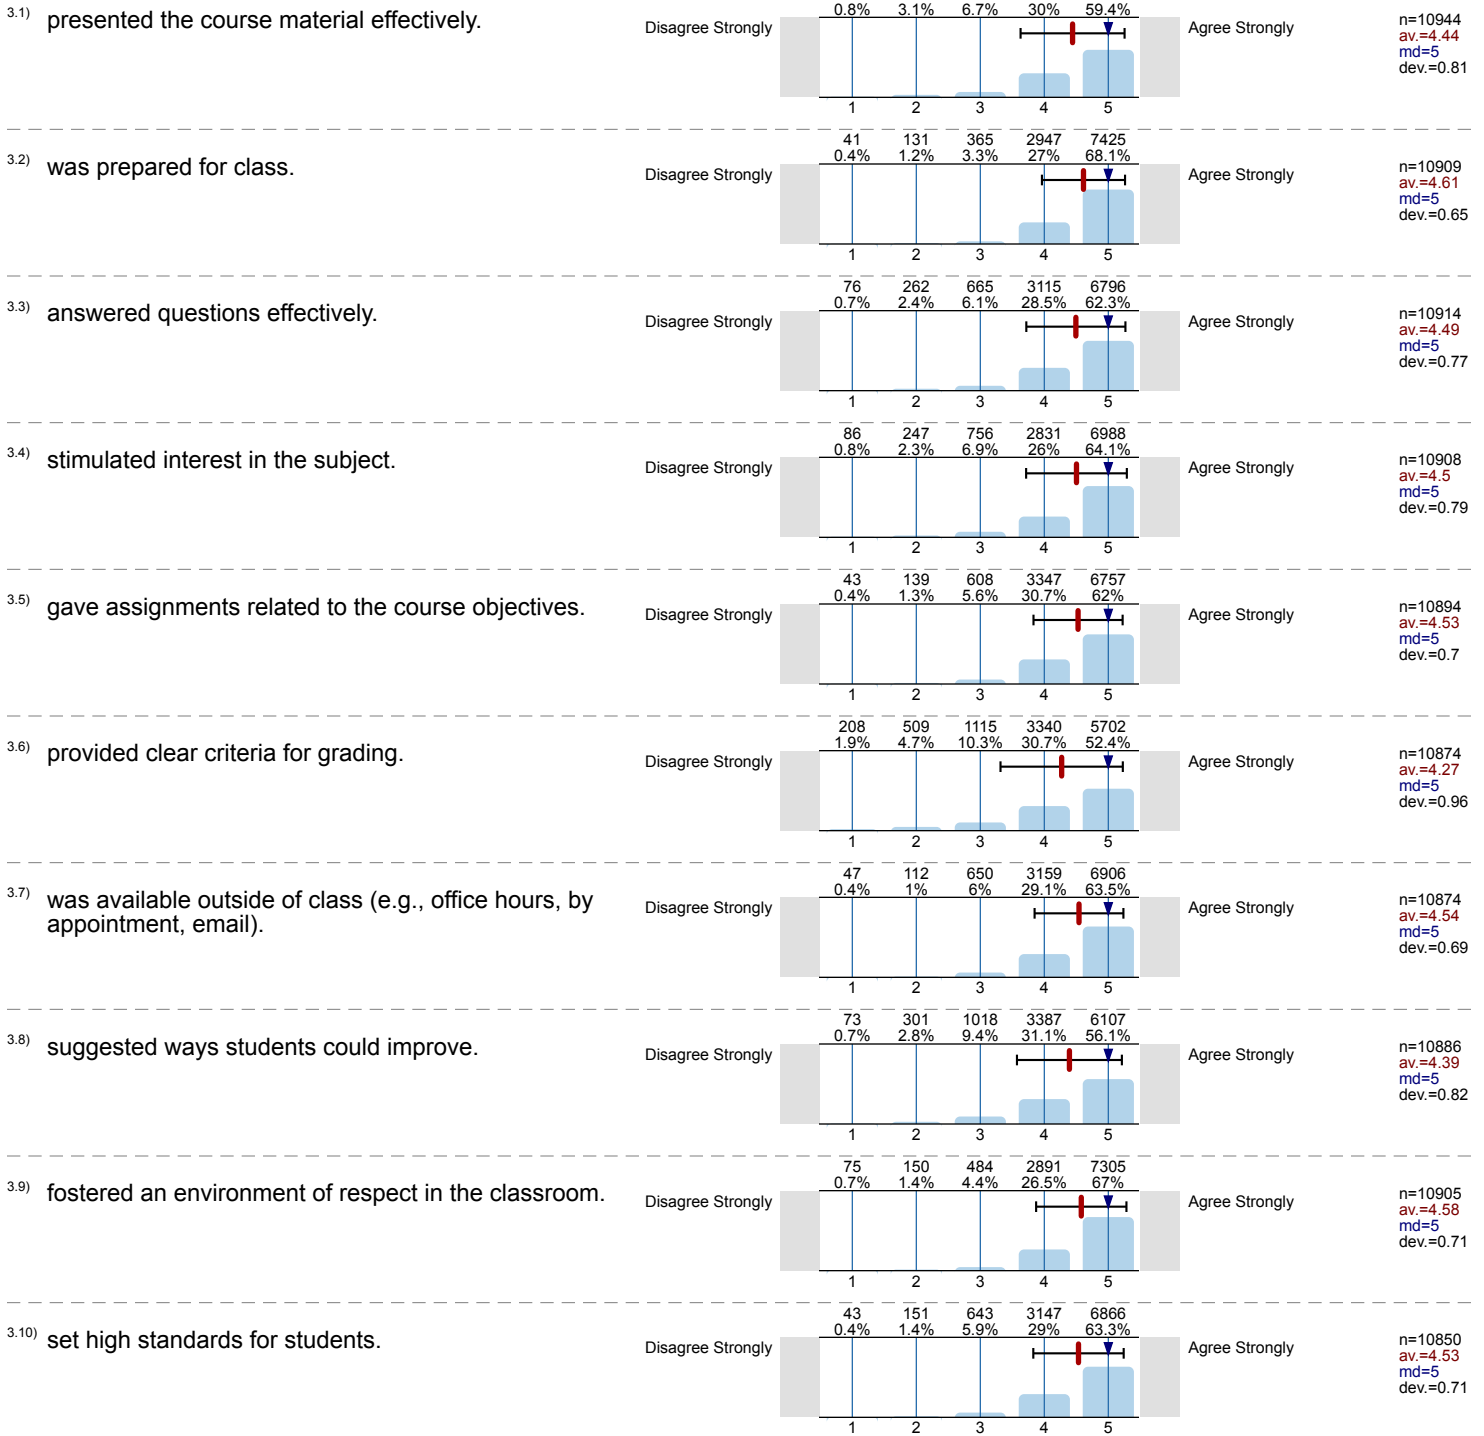 3.1) presented the course material effectively.
0.8% 3.1% 6.7% 30% 59.4%
Disagree Strongly Agree Strongly
n=10944
av.=4.44
md=5
dev.=0.81
1 2 3 4 5
3.2) was prepared for class.
41 131 365 2947 7425
0.4% 1.2% 3.3% 27% 68.1%
Disagree Strongly Agree Strongly
n=10909
av.=4.61
md=5
dev.=0.65
1 2 3 4 5
3.3) answered questions effectively.
76 262 665 3115 6796
0.7% 2.4% 6.1% 28.5% 62.3%
Disagree Strongly Agree Strongly
n=10914
av.=4.49
md=5
dev.=0.77
1 2 3 4 5
3.4) stimulated interest in the subject.
86 247 756 2831 6988
0.8% 2.3% 6.9% 26% 64.1%
Disagree Strongly Agree Strongly
n=10908
av.=4.5
md=5
dev.=0.79
1 2 3 4 5
3.5) gave assignments related to the course objectives.
43 139 608 3347 6757
0.4% 1.3% 5.6% 30.7% 62%
Disagree Strongly Agree Strongly
n=10894
av.=4.53
md=5
dev.=0.7
1 2 3 4 5
3.6) provided clear criteria for grading.
208 509 1115 3340 5702
1.9% 4.7% 10.3% 30.7% 52.4%
Disagree Strongly Agree Strongly
n=10874
av.=4.27
md=5
dev.=0.96
1 2 3 4 5
3.7) was available outside of class (e.g., office hours, by
appointment, email).
47 112 650 3159 6906
0.4% 1% 6% 29.1% 63.5%
Disagree Strongly Agree Strongly
n=10874
av.=4.54
md=5
dev.=0.69
1 2 3 4 5
3.8) suggested ways students could improve.
73 301 1018 3387 6107
0.7% 2.8% 9.4% 31.1% 56.1%
Disagree Strongly Agree Strongly
n=10886
av.=4.39
md=5
dev.=0.82
1 2 3 4 5
3.9) fostered an environment of respect in the classroom.
75 150 484 2891 7305
0.7% 1.4% 4.4% 26.5% 67%
Disagree Strongly Agree Strongly
n=10905
av.=4.58
md=5
dev.=0.71
1 2 3 4 5
3.10) set high standards for students.
43 151 643 3147 6866
0.4% 1.4% 5.9% 29% 63.3%
Disagree Strongly Agree Strongly
n=10850
av.=4.53
md=5
dev.=0.71
1 2 3 4 5